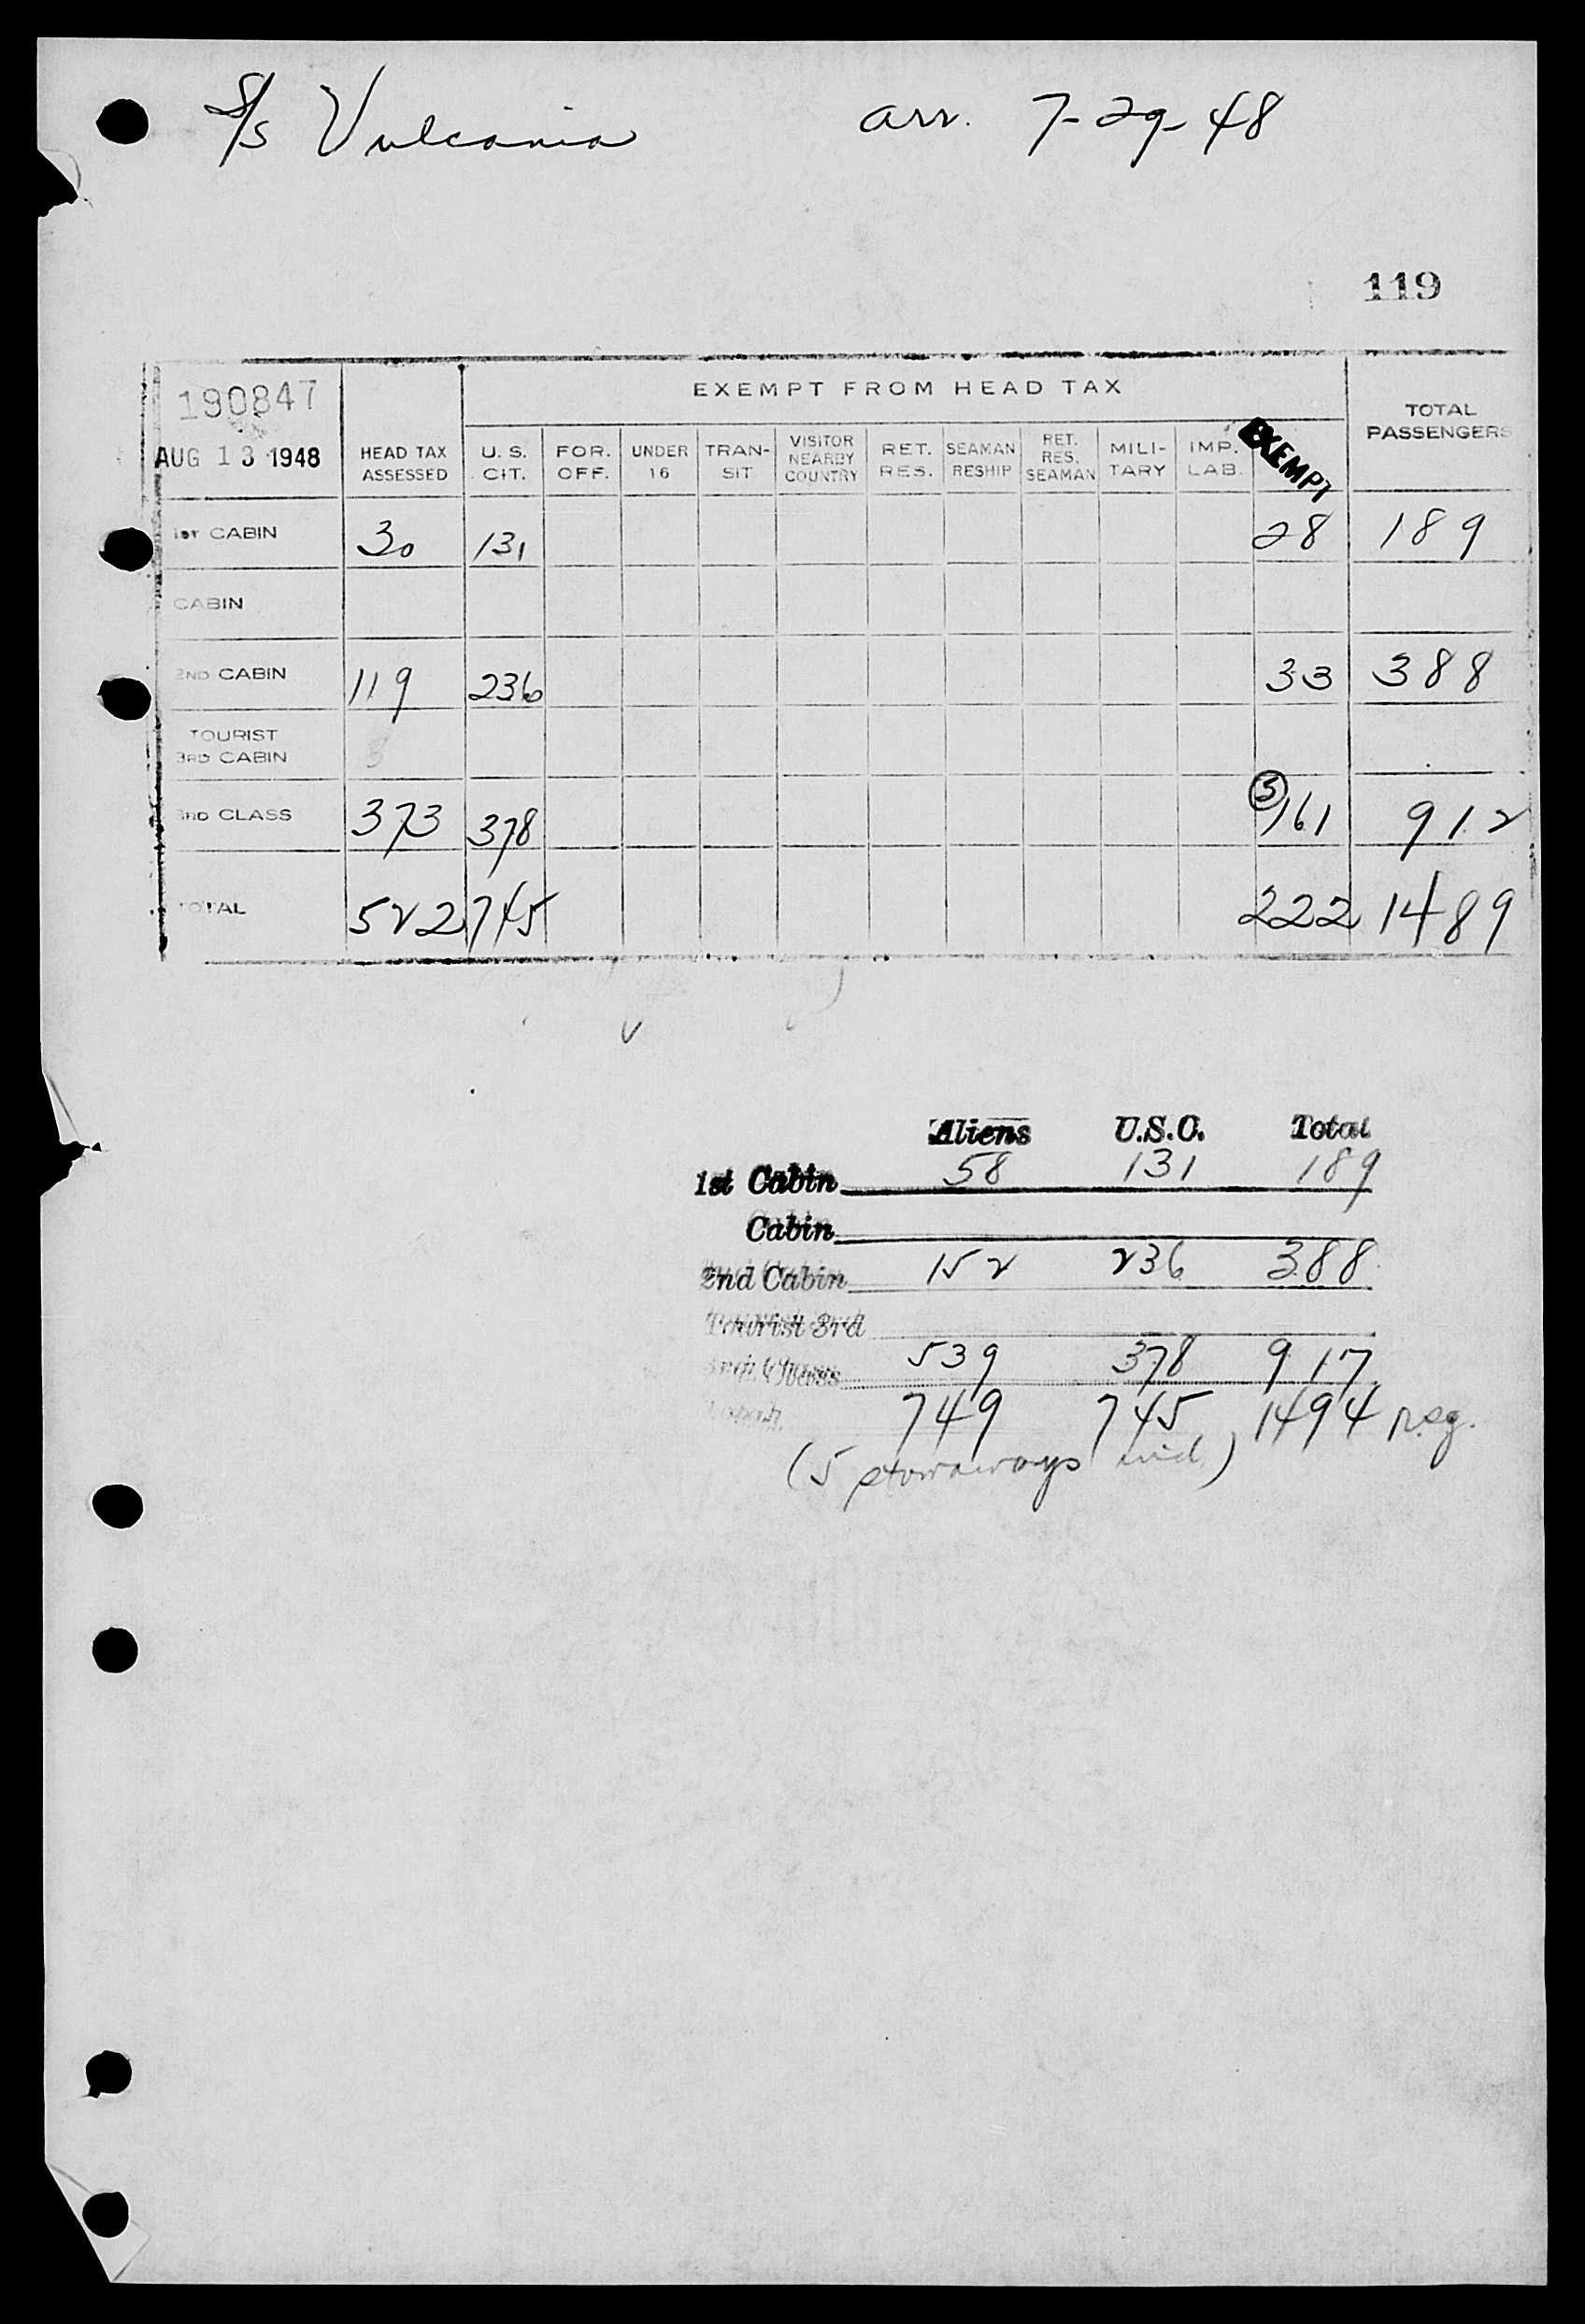 S/s Vulcania arr. 7-29-48
119
190847
AUG 13 1948
HEAD TAX ASSESSED
EXEMPT FROM HEAD TAX
U. S. CIT.
FOR. OFF.
UNDER 16
TRAN- SIT
VISITOR NEARBY COUNTRY
RET. RES.
SEAMAN RESHIP
RET. RES. SEAMAN
MILI- TARY
IMP. LAB.
EXEMPT
TOTAL PASSENGERS
1ST CABIN 30 131 28 189
CABIN
2ND CABIN 119 236 33 388
TOURIST
3RD CABIN
3RD CLASS 373 378 (5) 161 912
TOTAL 522 745 222 1489
Aliens U.S.C. Total
1st Cabin 58 131 189
Cabin
2nd Cabin 152 236 388
Tourist 3rd
Class 539 378 917
749 745 1494
(5 stowaways incl.)